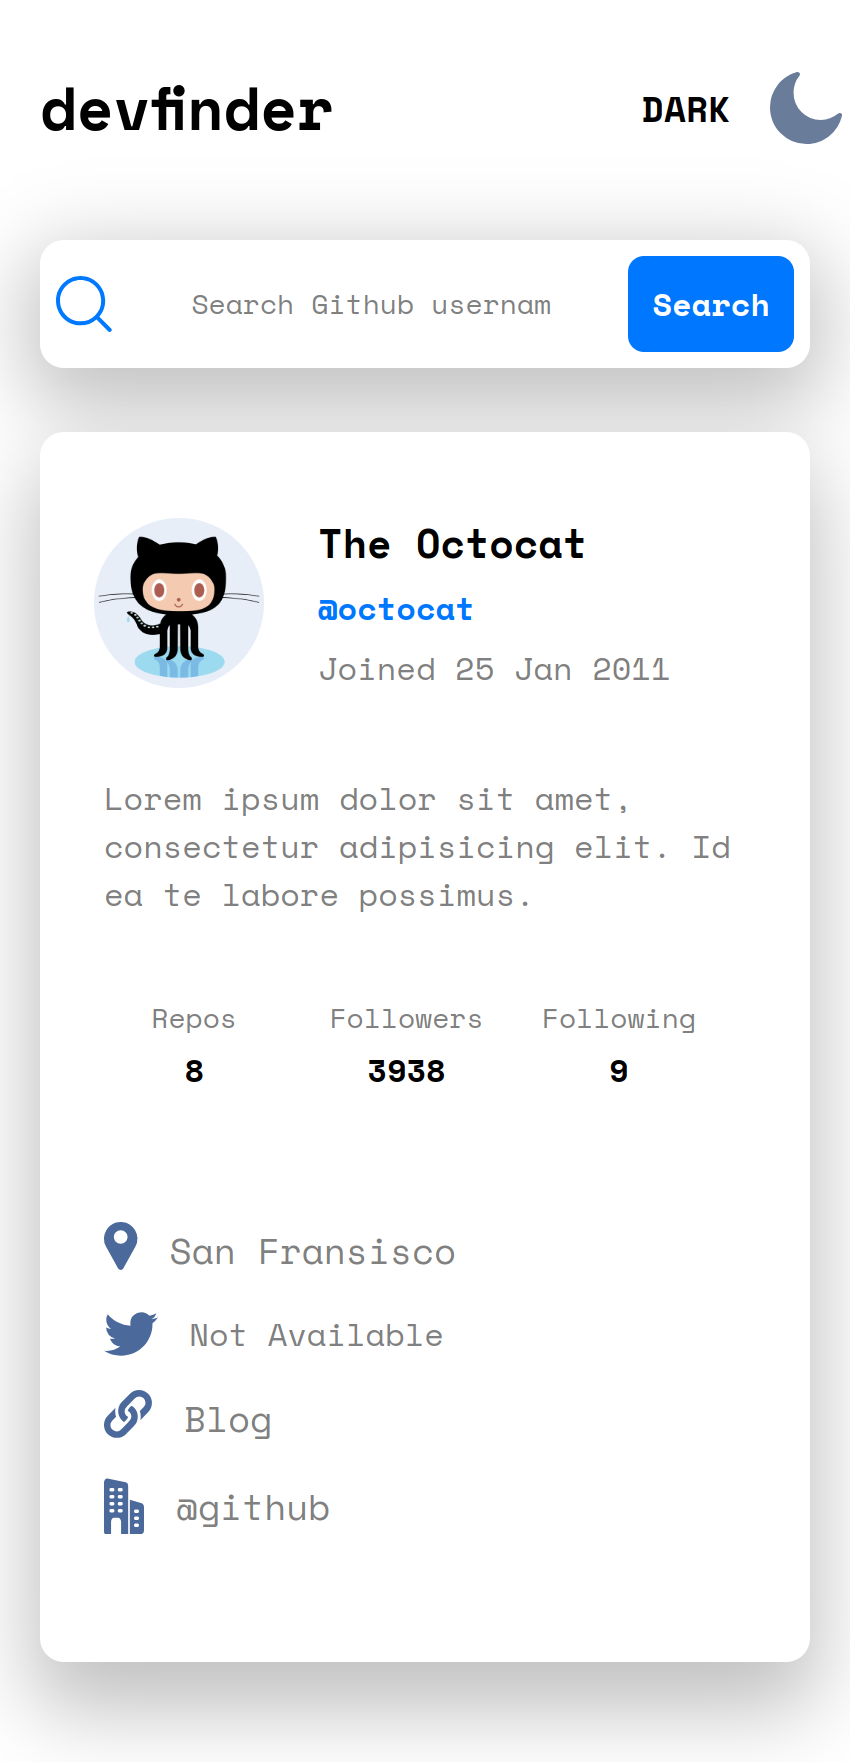 devfinder
DARK
Search Github usernam
Search
The Octocat
@octocat
Joined 25 Jan 2011
Lorem ipsum dolor sit amet,
consectetur adipisicing elit. Id
ea te labore possimus.
Repos Followers Following
8 3938 9
San Fransisco
Not Available
Blog
@github